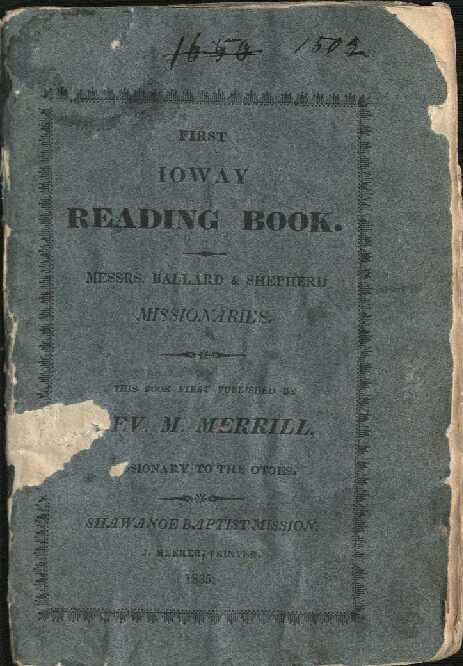 1650 1502
FIRST
IOWAY
READING BOOK.
MESSRS. BALLARD & SHEPHERD
MISSIONARIES.
THIS BOOK FIRST PUBLISHED BY
EV. M. MERRILL,
SIONARY TO THE OTOES.
SHAWANOE BAPTIST MISSION:
J. MEEKER, PRINTER.
1835.